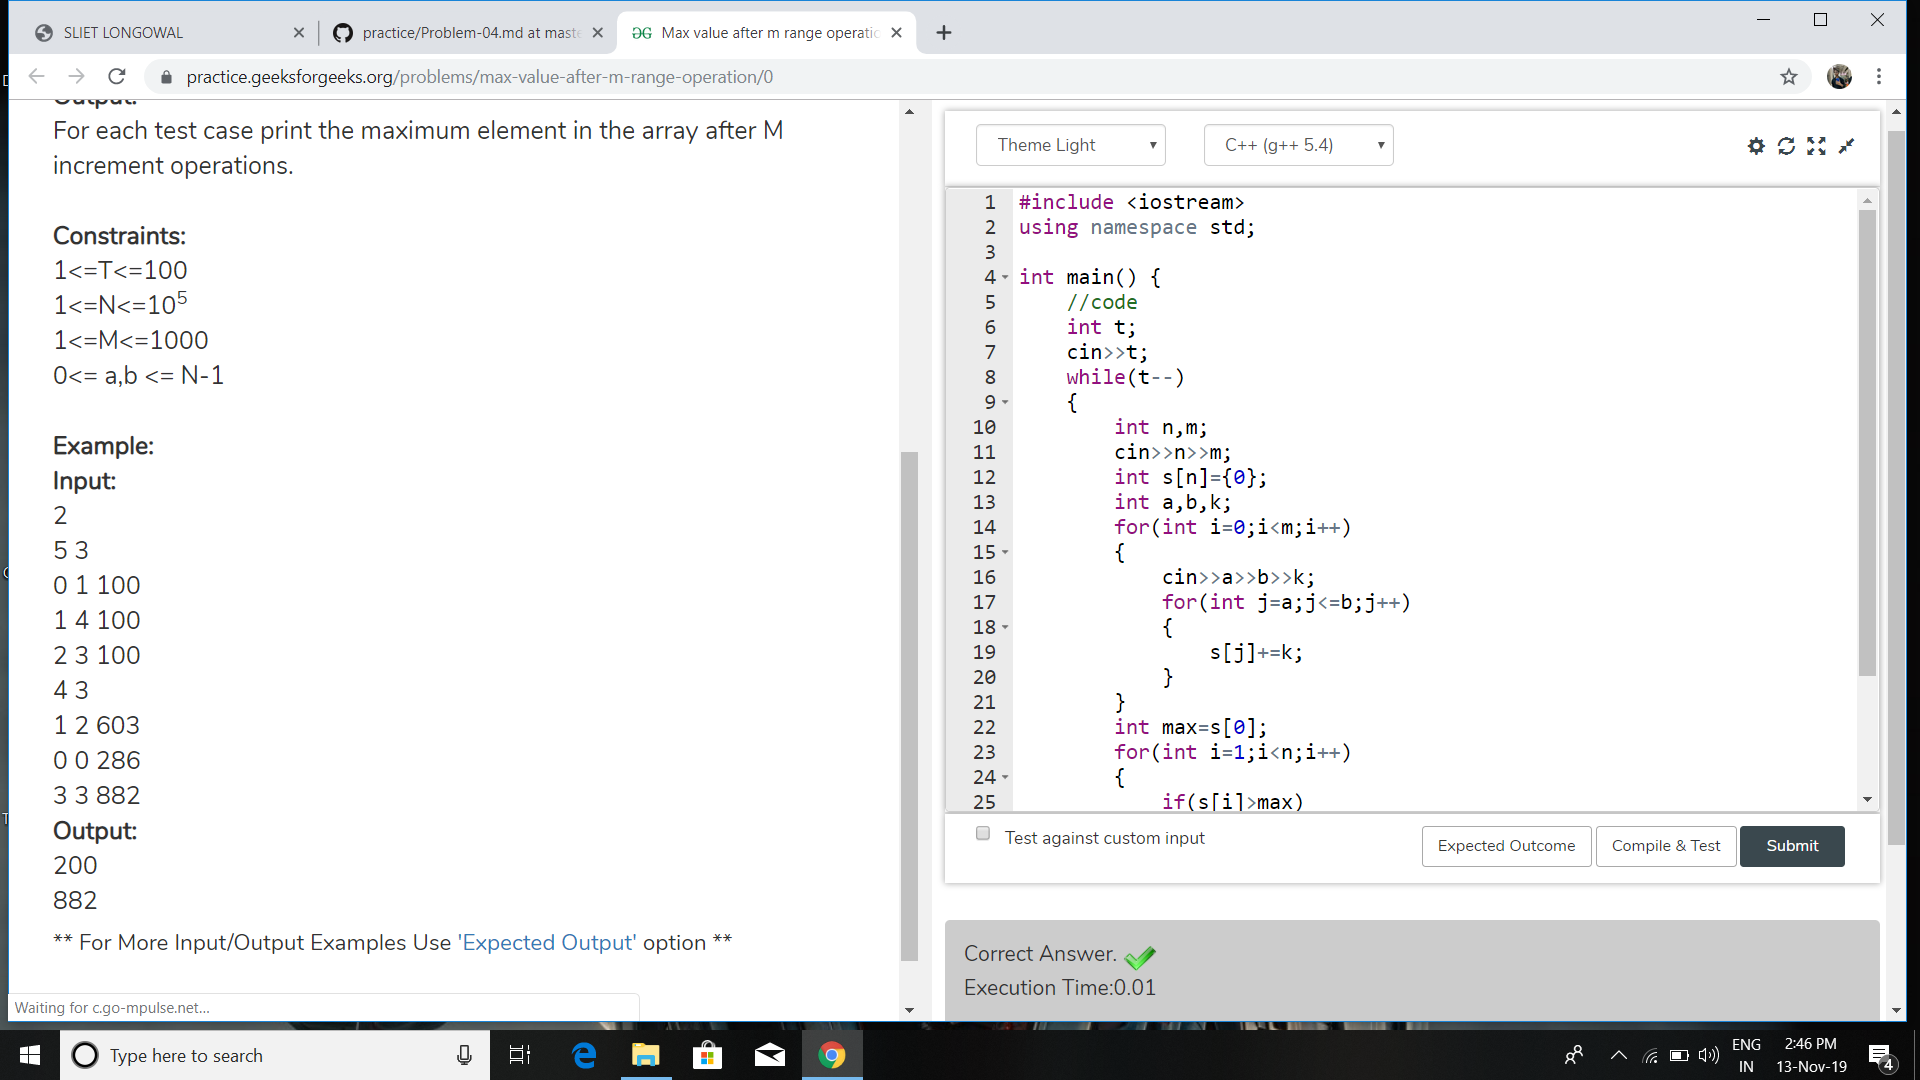 SLIET LONGOWAL
practice/Problem-04.md at maste
Max value after m range operatio
practice.geeksforgeeks.org/problems/max-value-after-m-range-operation/0
Output:
For each test case print the maximum element in the array after M
increment operations.
Constraints:
1<=T<=100
1<=N<=10^5
1<=M<=1000
0<= a,b <= N-1
Example:
Input:
2
5 3
0 1 100
1 4 100
2 3 100
4 3
1 2 603
0 0 286
3 3 882
Output:
200
882
** For More Input/Output Examples Use 'Expected Output' option **
Waiting for c.go-mpulse.net...
Theme Light
C++ (g++ 5.4)
1 #include <iostream>
2 using namespace std;
3
4 int main() {
5 //code
6 int t;
7 cin>>t;
8 while(t--)
9 {
10 int n,m;
11 cin>>n>>m;
12 int s[n]={0};
13 int a,b,k;
14 for(int i=0;i<m;i++)
15 {
16 cin>>a>>b>>k;
17 for(int j=a;j<=b;j++)
18 {
19 s[j]+=k;
20 }
21 }
22 int max=s[0];
23 for(int i=1;i<n;i++)
24 {
25 if(s[i]>max)
Test against custom input
Expected Outcome
Compile & Test
Submit
Correct Answer.
Execution Time:0.01
Type here to search
ENG
IN
2:46 PM
13-Nov-19
4